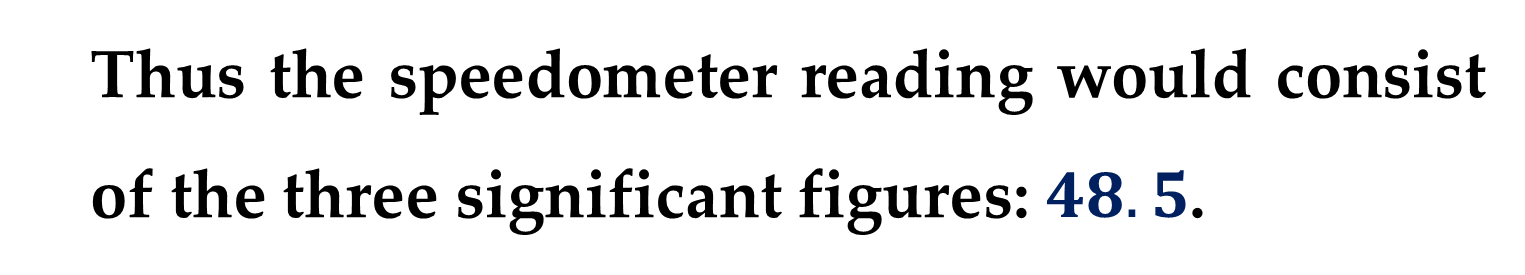 Thus the speedometer reading would consist
of the three significant figures: 48. 5.